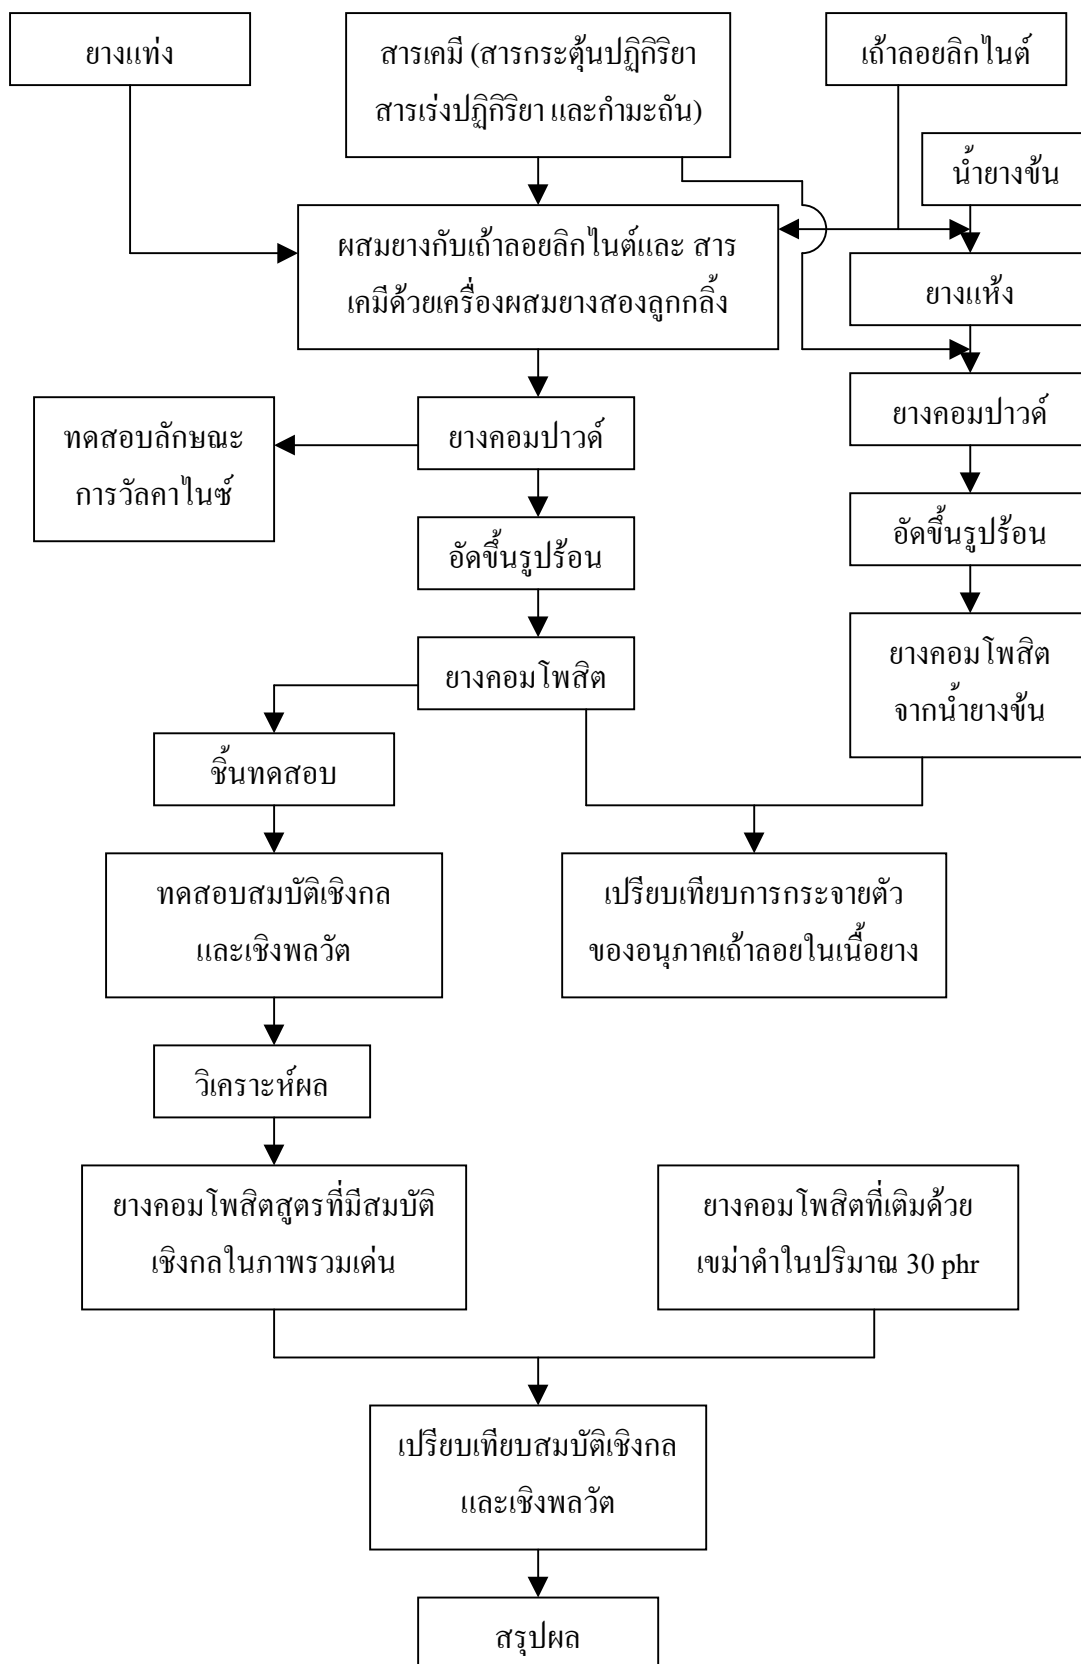 ยางแท่ง
สารเคมี (สารกระตุ้นปฏิกิริยา
สารเร่งปฏิกิริยา และกำมะถัน)
เถ้าลอยลิกไนต์
น้ำยางข้น
ผสมยางกับเถ้าลอยลิกไนต์และ สาร
เคมีด้วยเครื่องผสมยางสองลูกกลิ้ง
ยางแห้ง
ทดสอบลักษณะ
การวัลคาไนซ์
ยางคอมปาวด์
ยางคอมปาวด์
อัดขึ้นรูปร้อน
อัดขึ้นรูปร้อน
ยางคอมโพสิต
ยางคอมโพสิต
จากน้ำยางข้น
ชิ้นทดสอบ
ทดสอบสมบัติเชิงกล
และเชิงพลวัต
เปรียบเทียบการกระจายตัว
ของอนุภาคเถ้าลอยในเนื้อยาง
วิเคราะห์ผล
ยางคอมโพสิตสูตรที่มีสมบัติ
เชิงกลในภาพรวมเด่น
ยางคอมโพสิตที่เติมด้วย
เขม่าดำในปริมาณ 30 phr
เปรียบเทียบสมบัติเชิงกล
และเชิงพลวัต
สรุปผล